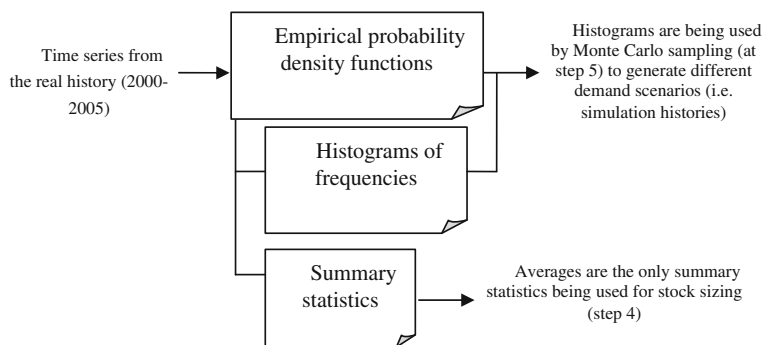 Time series from
the real history (2000-
2005)
Empirical probability
density functions
Histograms are being used
by Monte Carlo sampling (at
step 5) to generate different
demand scenarios (i.e.
simulation histories)
Histograms of
frequencies
Summary
statistics
Averages are the only summary
statistics being used for stock sizing
(step 4)